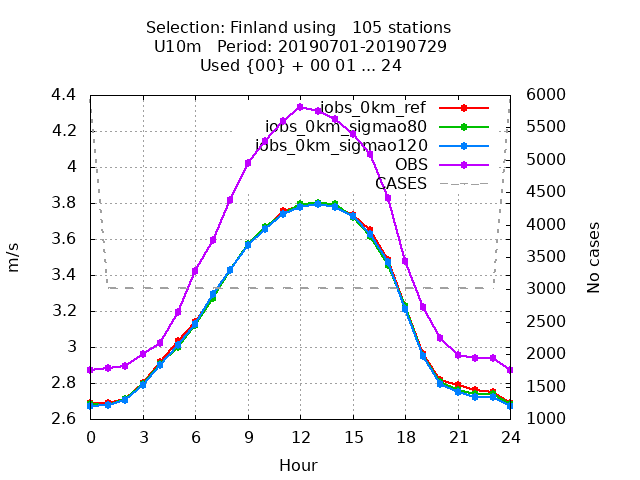 Selection: Finland using   105 stations
U10m   Period: 20190701-20190729
Used {00} + 00 01 ... 24
iobs_0km_ref
iobs_0km_sigmao80
iobs_0km_sigmao120
OBS
CASES
m/s
4.4
4.2
4
3.8
3.6
3.4
3.2
3
2.8
2.6
6000
5500
5000
4500
4000
3500
3000
2500
2000
1500
1000
No cases
0 3 6 9 12 15 18 21 24
Hour